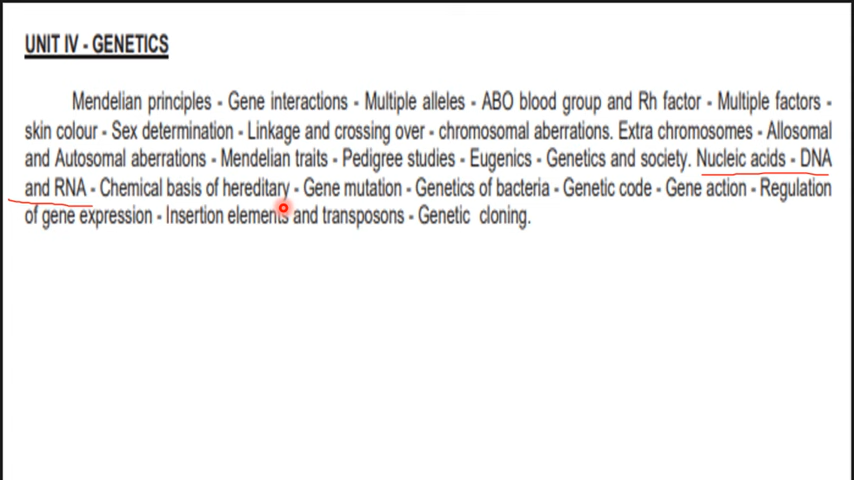 UNIT IV - GENETICS
Mendelian principles - Gene interactions - Multiple alleles - ABO blood group and Rh factor - Multiple factors -
skin colour - Sex determination - Linkage and crossing over - chromosomal aberrations. Extra chromosomes - Allosomal
and Autosomal aberrations - Mendelian traits - Pedigree studies - Eugenics - Genetics and society. Nucleic acids - DNA
and RNA - Chemical basis of hereditary - Gene mutation - Genetics of bacteria - Genetic code - Gene action - Regulation
of gene expression - Insertion elements and transposons - Genetic cloning.